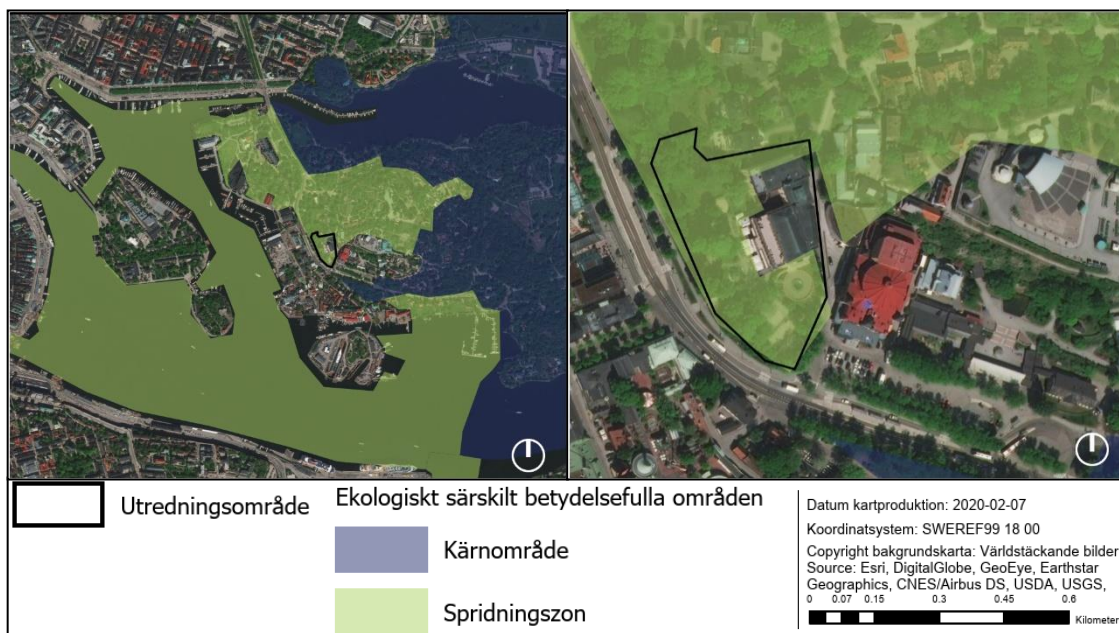 Utredningsområde
Ekologiskt särskilt betydelsefulla områden
Kärnområde
Spridningszon
Datum kartproduktion: 2020-02-07
Koordinatsystem: SWEREF99 18 00
Copyright bakgrundskarta: Världstäckande bilder
Source: Esri, DigitalGlobe, GeoEye, Earthstar
Geographics, CNES/Airbus DS, USDA, USGS,
0 0.07 0.15 0.3 0.45 0.6
Kilometer